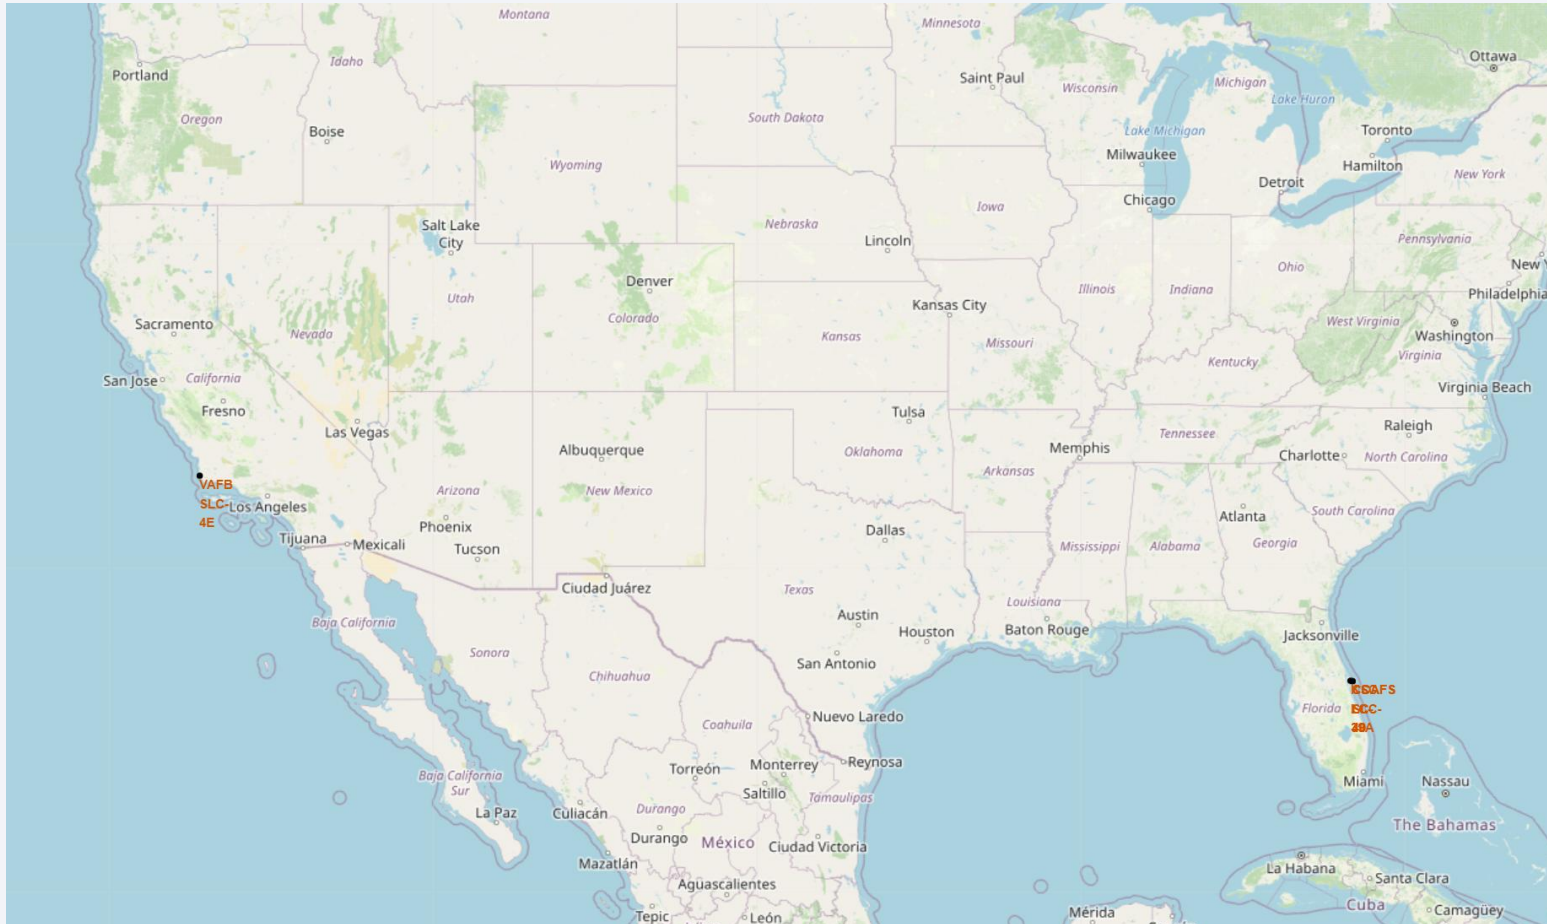 Montana
Minnesota
Ottawa
Portland
Idaho
Saint Paul
Wisconsin
Michigan
Lake Huron
Oregon
Boise
South Dakota
Lake Michigan
Toronto
Milwaukee
Hamilton
Wyoming
Detroit
New York
Chicago
Salt Lake
City
Nebraska
Iowa
Lincoln
Pennsylvania
Ohio
New Y
Denver
Utah
Illinois
Indiana
Philadelphia
Kansas City
Colorado
Sacramento
Nevada
Kansas
Missouri
West Virginia
Washington
Virginia
Kentucky
San Jose
California
Virginia Beach
Fresno
Tulsa
Las Vegas
Raleigh
Tennessee
Albuquerque
Oklahoma
Memphis
Charlotte
North Carolina
Arkansas
VAFB
SLC-
4E
Los Angeles
Arizona
New Mexico
South Carolina
Atlanta
Phoenix
Dallas
Tijuana
Mexicali
Tucson
Mississippi
Alabama
Georgia
Ciudad Juárez
Texas
Louisiana
Baja California
Austin
Houston
Baton Rouge
Jacksonville
Sonora
San Antonio
Chihuahua
Florida
Nuevo Laredo
Coahuila
Torreón
Monterrey
Reynosa
Baja California
Sur
Saltillo
Tamaulipas
Miami
Nassau
La Paz
Culiacán
Durango
Durango
México
Ciudad Victoria
The Bahamas
Mazatlán
La Habana
Santa Clara
Aguascalientes
Cuba
Camagüey
Tepic
León
Mérida